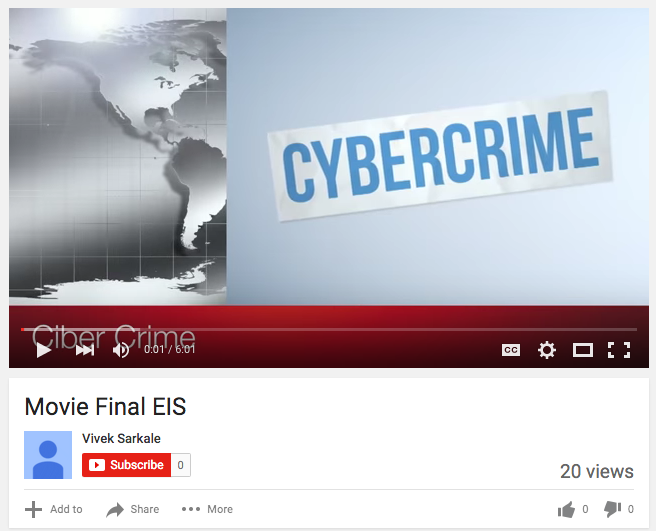 CYBERCRIME
Ciber Crime
0:01 / 6:01
CC
Movie Final EIS
Vivek Sarkale
Subscribe 0
20 views
Add to Share More 0 0